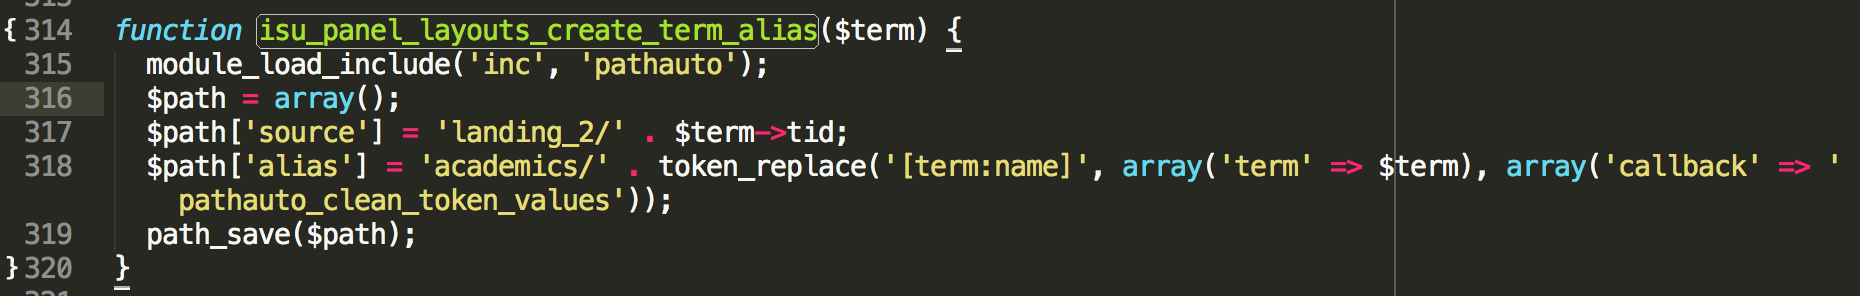 { 314 function isu_panel_layouts_create_term_alias($term) {
315 module_load_include('inc', 'pathauto');
316 $path = array();
317 $path['source'] = 'landing_2/' . $term->tid;
318 $path['alias'] = 'academics/' . token_replace('[term:name]', array('term' => $term), array('callback' => '
pathauto_clean_token_values'));
319 path_save($path);
} 320 }